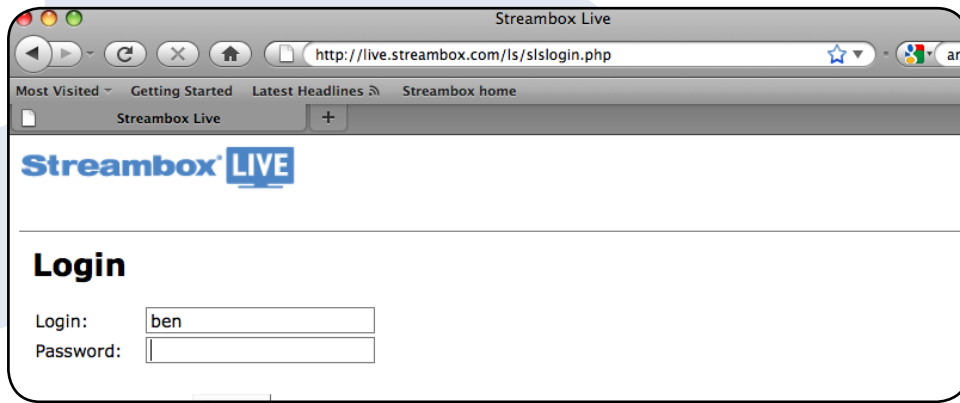 Streambox Live
http://live.streambox.com/ls/slslogin.php
Most Visited Getting Started Latest Headlines Streambox home
Streambox Live +
Streambox® LIVE
Login
Login: ben
Password: